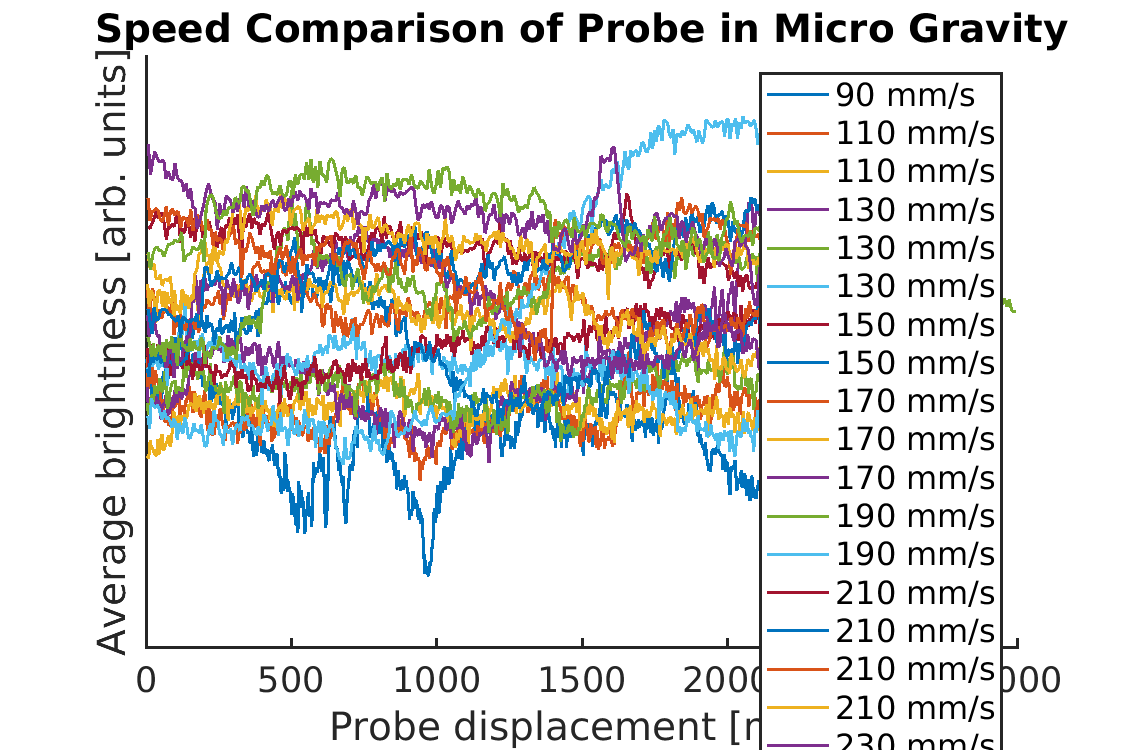 Speed Comparison of Probe in Micro Gravity
Average brightness [arb. units]
90 mm/s
110 mm/s
110 mm/s
130 mm/s
130 mm/s
130 mm/s
150 mm/s
150 mm/s
170 mm/s
170 mm/s
170 mm/s
190 mm/s
190 mm/s
210 mm/s
210 mm/s
210 mm/s
210 mm/s
230 mm/s
0 500 1000 1500 2000 000
Probe displacement